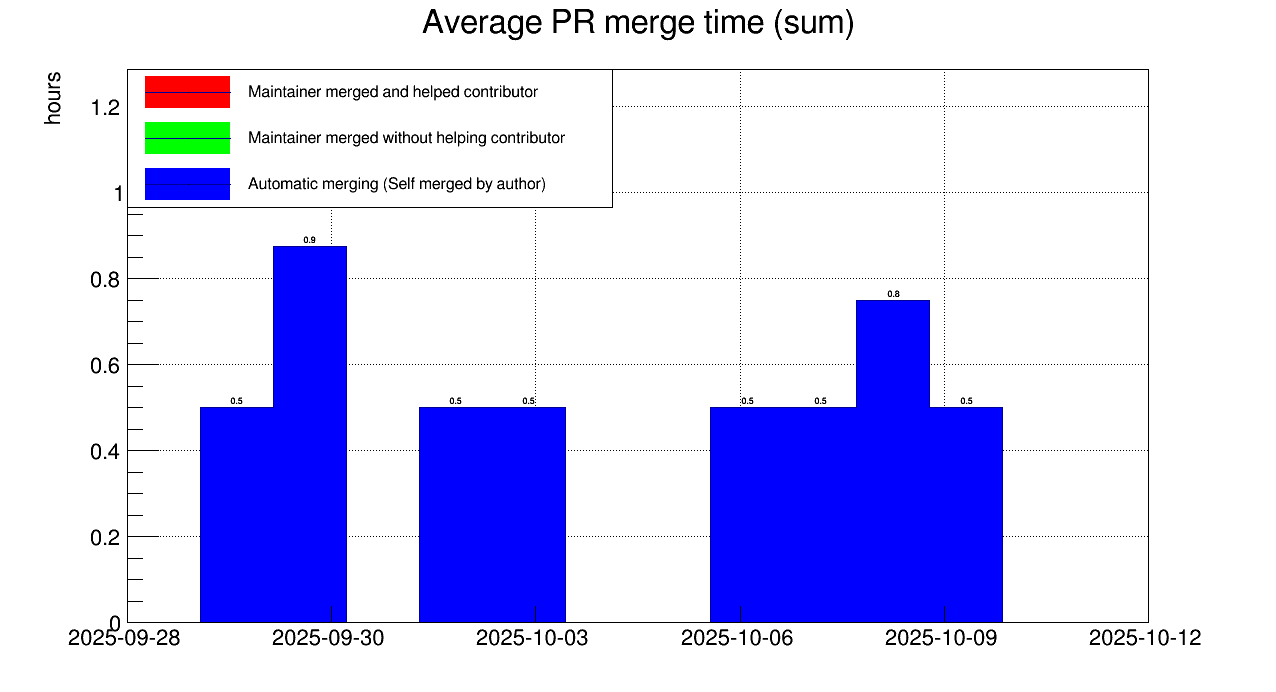 Average PR merge time (sum)
hours
Maintainer merged and helped contributor
Maintainer merged without helping contributor
Automatic merging (Self merged by author)
1.2
1
0.8
0.6
0.4
0.2
0
0.5
0.9
0.5
0.5
0.5
0.5
0.8
0.5
2025-09-28 2025-09-30 2025-10-03 2025-10-06 2025-10-09 2025-10-12